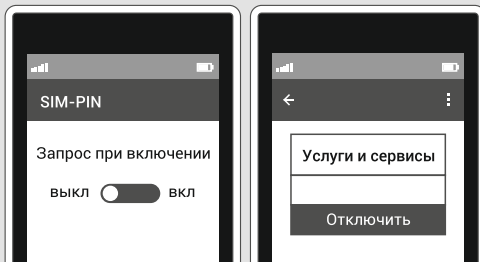 SIM-PIN
Запрос при включении
выкл вкл
Услуги и сервисы
Отключить